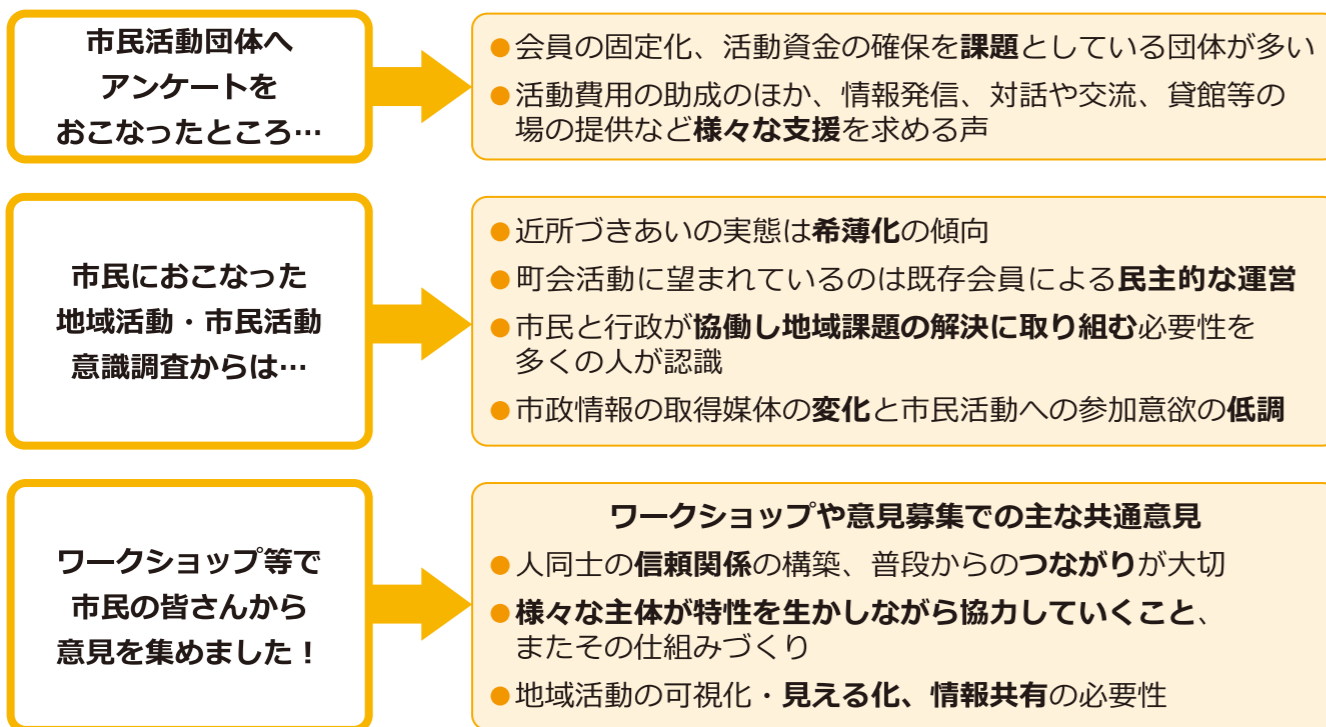 市民活動団体へ
アンケートを
おこなったところ…
●会員の固定化、活動資金の確保を課題としている団体が多い
●活動費用の助成のほか、情報発信、対話や交流、貸館等の
場の提供など様々な支援を求める声
市民におこなった
地域活動・市民活動
意識調査からは…
●近所づきあいの実態は希薄化の傾向
●町会活動に望まれているのは既存会員による民主的な運営
●市民と行政が協働し地域課題の解決に取り組む必要性を
多くの人が認識
●市政情報の取得媒体の変化と市民活動への参加意欲の低調
ワークショップ等で
市民の皆さんから
意見を集めました！
ワークショップや意見募集での主な共通意見
●人同士の信頼関係の構築、普段からのつながりが大切
●様々な主体が特性を生かしながら協力していくこと、
またその仕組みづくり
●地域活動の可視化・見える化、情報共有の必要性